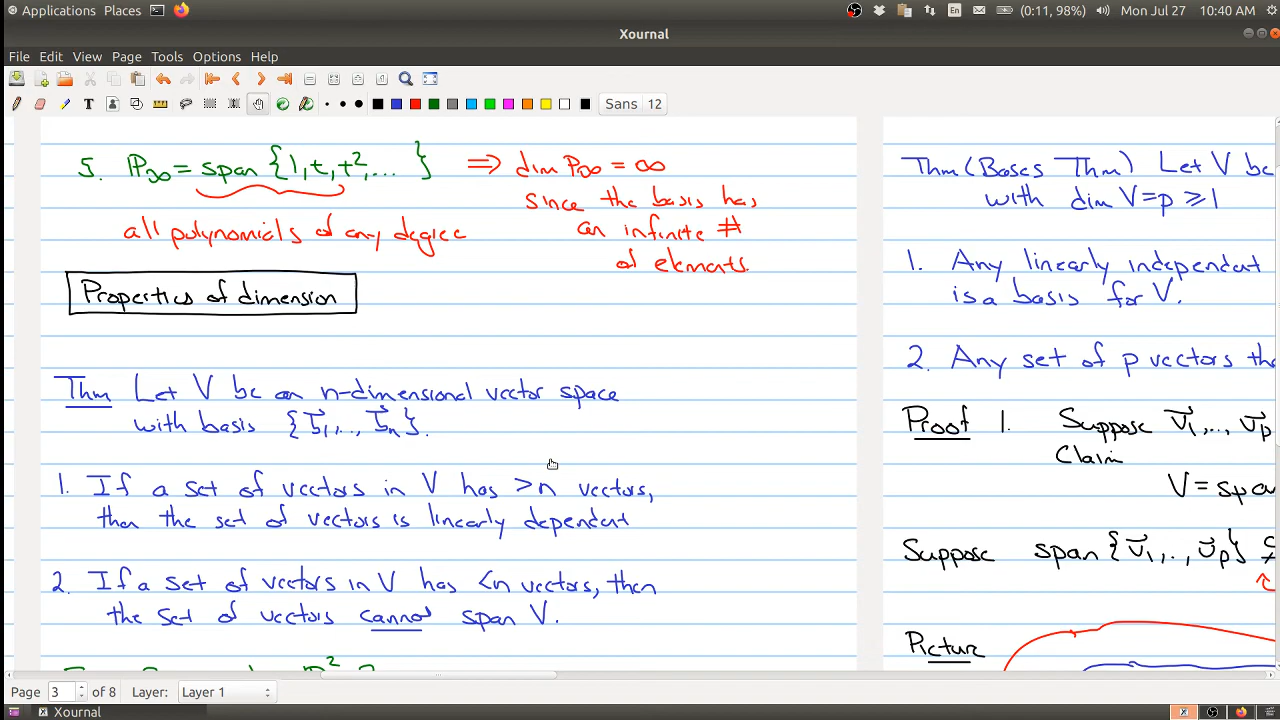 Applications Places En (0:11, 98%) Mon Jul 27 10:40 AM
Xournal
File Edit View Page Tools Options Help
Sans 12
5. P∞ = span {1, t, t², ... } ⇒ dim P∞ = ∞
since the basis has
an infinite #
of elements.
all polynomials of any degree
Properties of dimension
Thm Let V be an n-dimensional vector space
with basis {b⃗₁, .., b⃗ₙ}.
1. If a set of vectors in V has >n vectors,
then the set of vectors is linearly dependent
2. If a set of vectors in V has <n vectors, then
the set of vectors cannot span V.
Thm (Bases Thm) Let V be
with dim V = p ≥ 1
1. Any linearly independent
is a basis for V.
2. Any set of p vectors tha
Proof 1. Suppose v⃗₁, .., v⃗p
Claim
V = spa
Suppose span {v⃗₁, .., v⃗p}
Picture
Page 3 of 8 Layer: Layer 1
Xournal